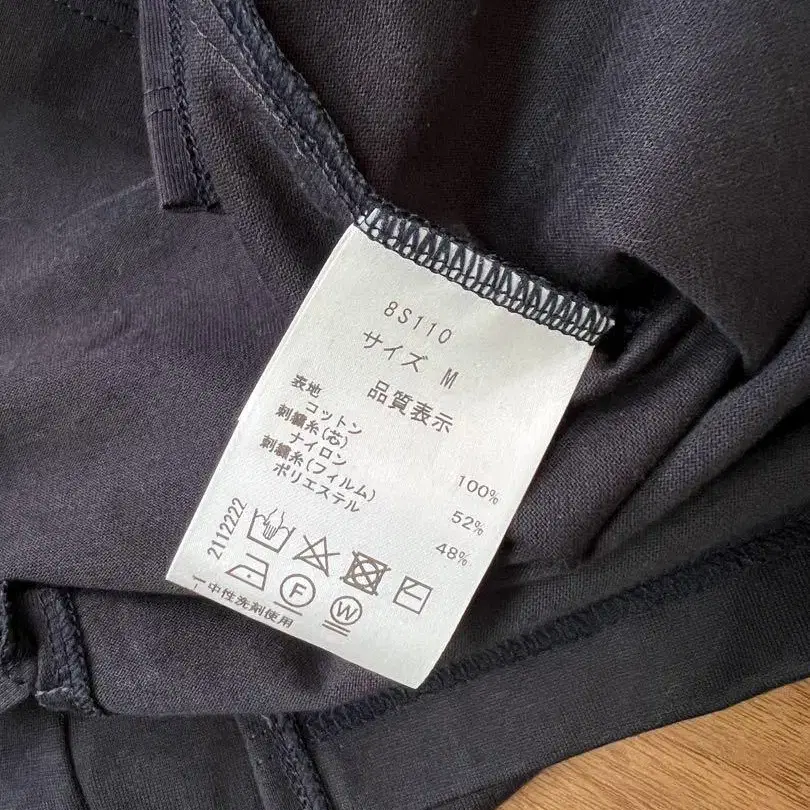 8S110
サイズ M
品質表示
表地
コットン 100%
刺繍糸(芯)
ナイロン 52%
刺繍糸(フィルム)
ポリエステル 48%
2112222
F
W
中性洗剤使用